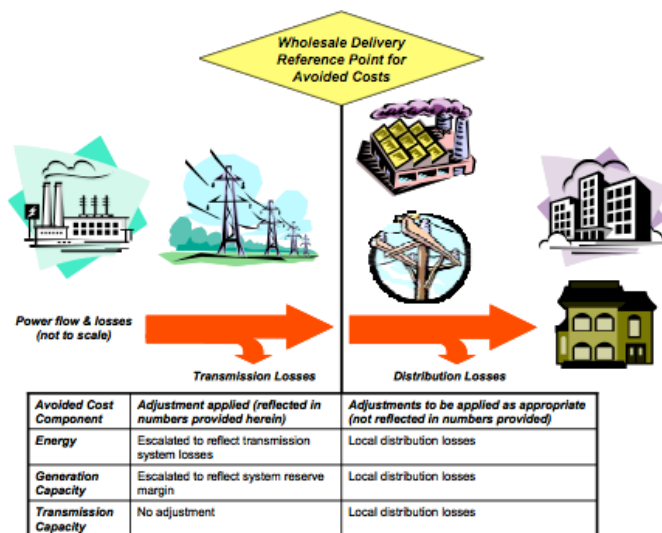 Wholesale Delivery
Reference Point for
Avoided Costs
Power flow & losses
(not to scale)
Transmission Losses
Distribution Losses
Avoided Cost
Component
Adjustment applied (reflected in
numbers provided herein)
Adjustments to be applied as appropriate
(not reflected in numbers provided)
Energy
Escalated to reflect transmission
system losses
Local distribution losses
Generation
Capacity
Escalated to reflect system reserve
margin
Local distribution losses
Transmission
Capacity
No adjustment
Local distribution losses